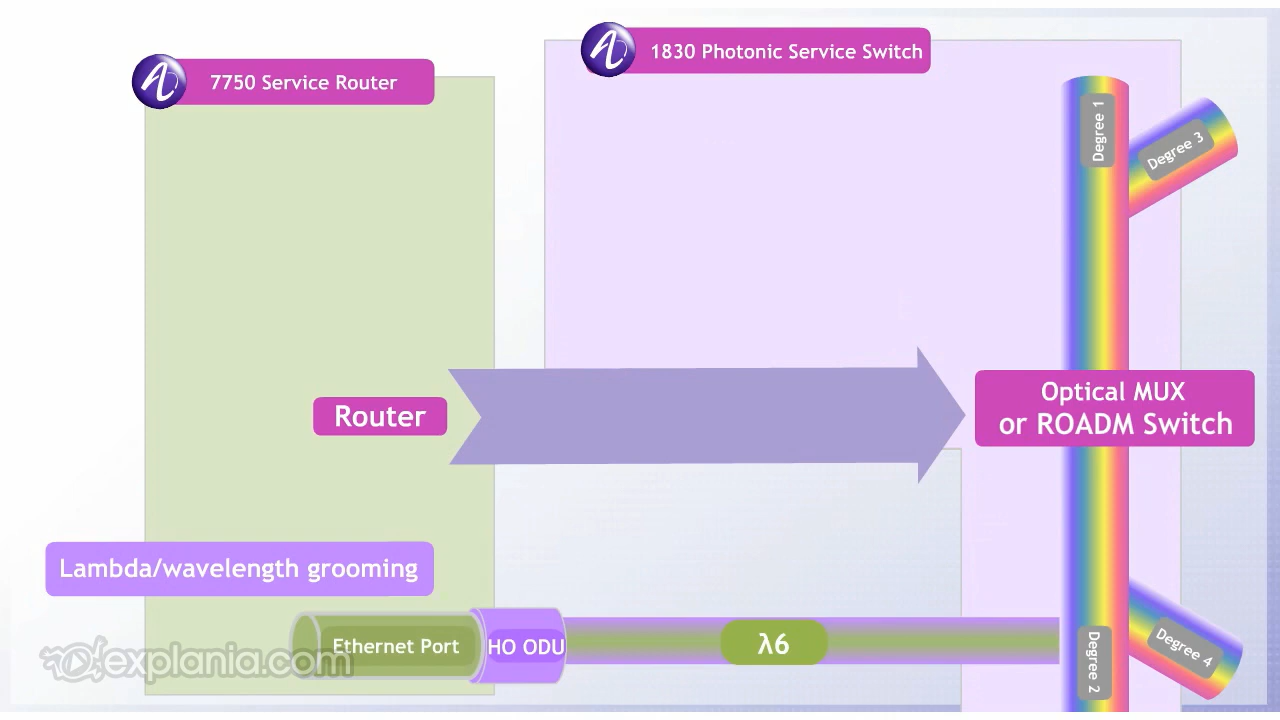 1830 Photonic Service Switch
7750 Service Router
Degree 1
Degree 3
Optical MUX
or ROADM Switch
Router
Lambda/wavelength grooming
Ethernet Port
HO ODU
λ6
Degree 2
Degree 4
explania.com